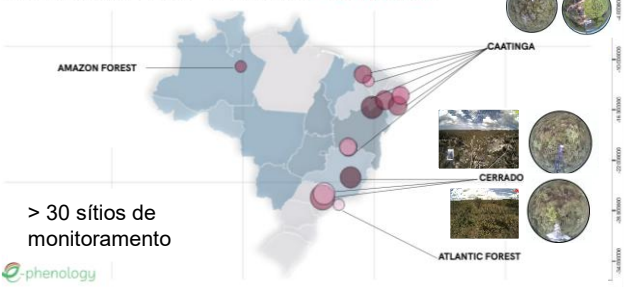 CAATINGA
AMAZON FOREST
CERRADO
> 30 sítios de
monitoramento
ATLANTIC FOREST
e-phenology